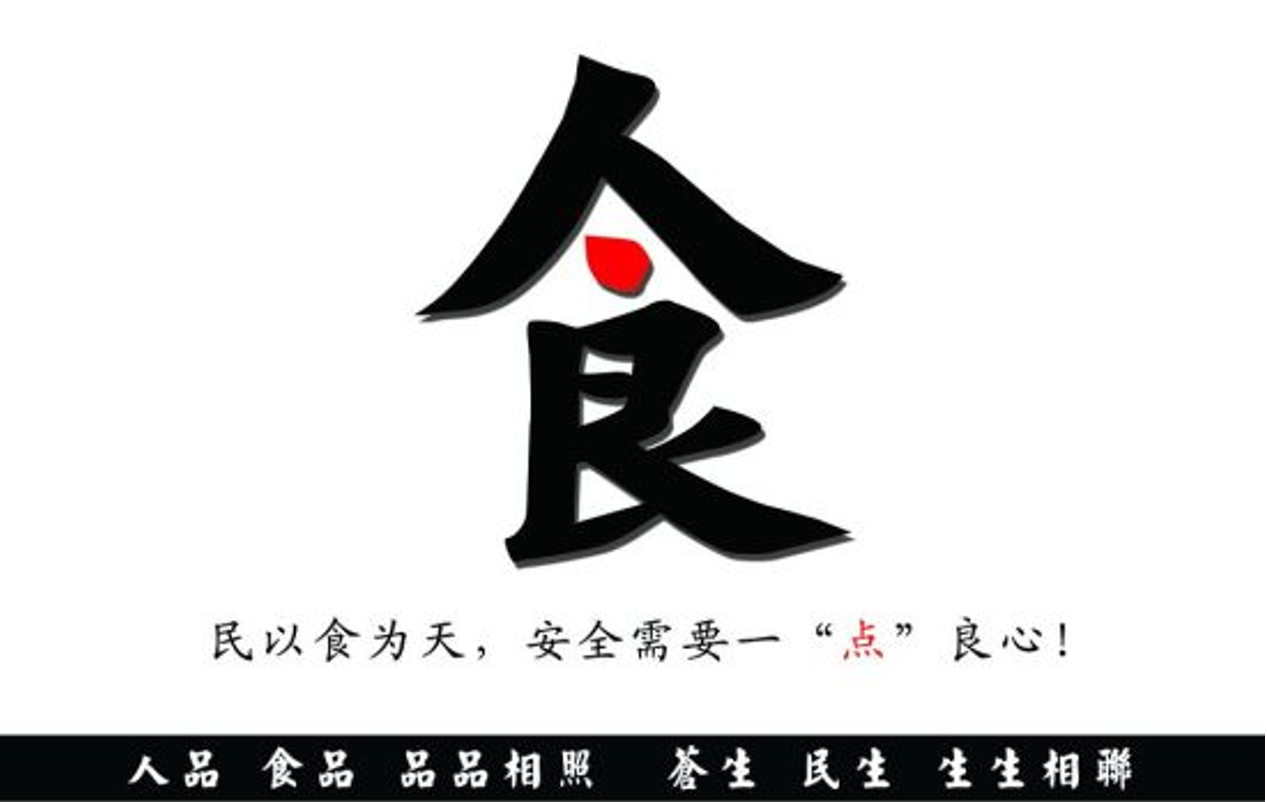 食
民以食为天，安全需要一“点”良心！
人品 食品 品品相照 蒼生 民生 生生相聯